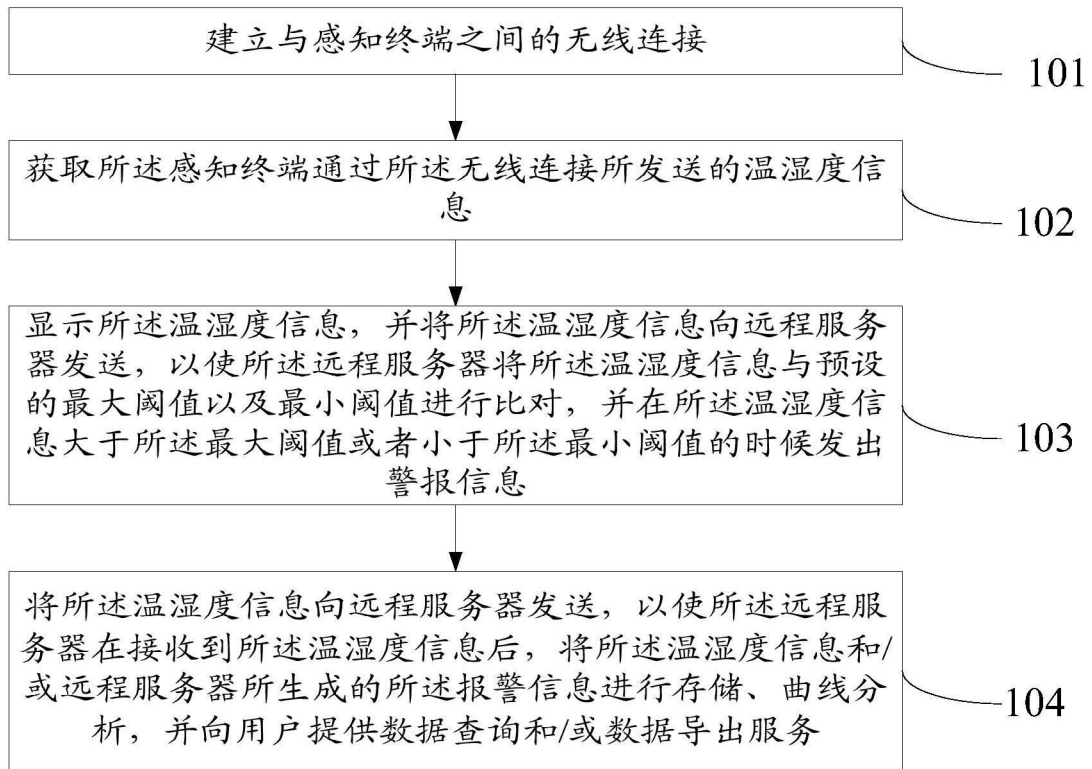 建立与感知终端之间的无线连接
101
获取所述感知终端通过所述无线连接所发送的温湿度信
息
102
显示所述温湿度信息，并将所述温湿度信息向远程服务
器发送，以使所述远程服务器将所述温湿度信息与预设
的最大阈值以及最小阈值进行比对，并在所述温湿度信
息大于所述最大阈值或者小于所述最小阈值的时候发出
警报信息
103
将所述温湿度信息向远程服务器发送，以使所述远程服
务器在接收到所述温湿度信息后，将所述温湿度信息和/
或远程服务器所生成的所述报警信息进行存储、曲线分
析，并向用户提供数据查询和/或数据导出服务
104